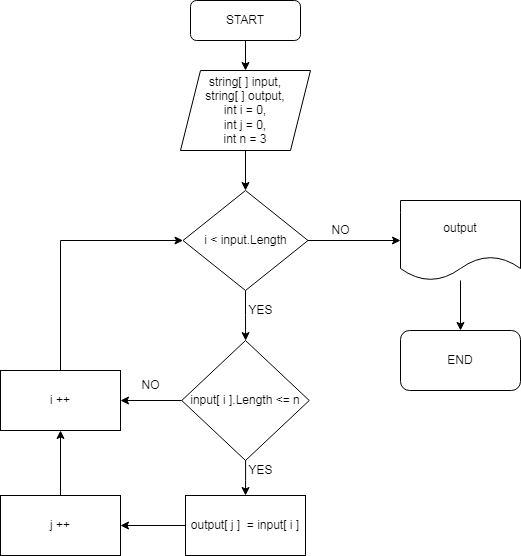 START
string[ ] input,
string[ ] output,
int i = 0,
int j = 0,
int n = 3
i < input.Length
NO
output
YES
END
input[ i ].Length <= n
NO
i ++
YES
output[ j ]  = input[ i ]
j ++